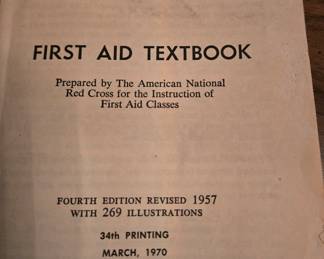 FIRST AID TEXTBOOK
Prepared by The American National
Red Cross for the Instruction of
First Aid Classes
FOURTH EDITION REVISED 1957
WITH 269 ILLUSTRATIONS
34th PRINTING
MARCH, 1970